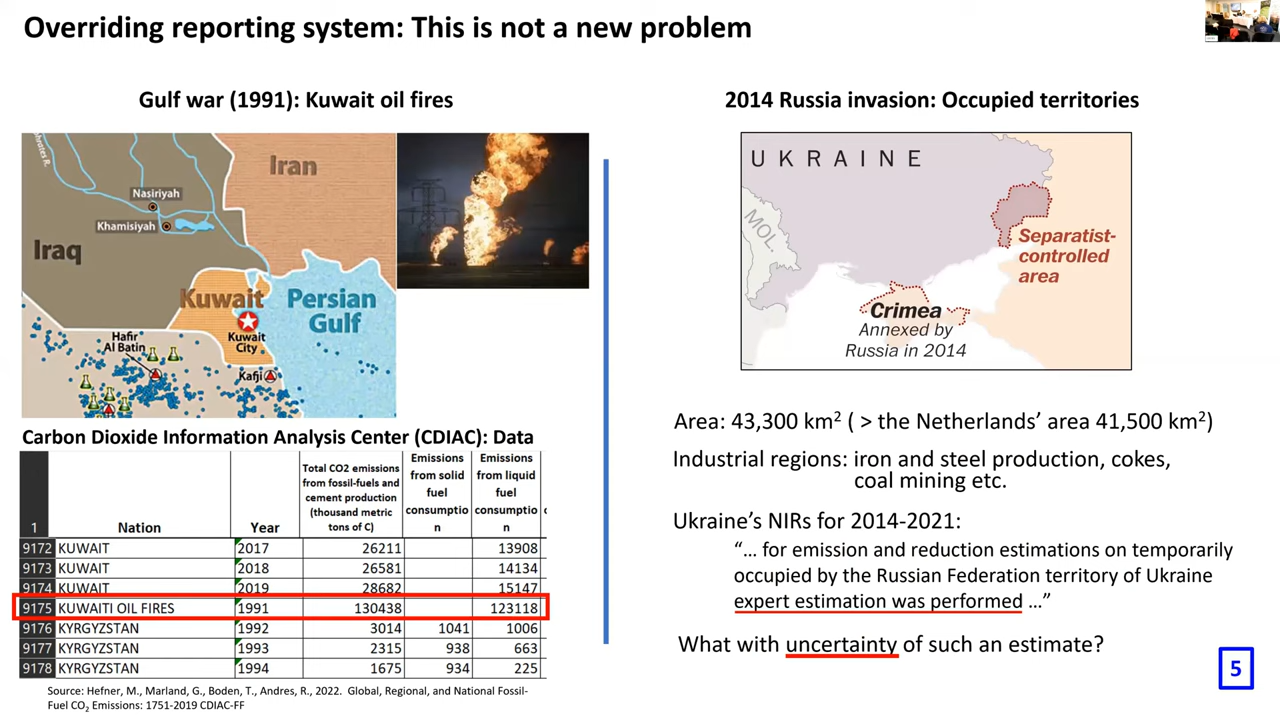 Overriding reporting system: This is not a new problem
Gulf war (1991): Kuwait oil fires
Iran
Nasiriyah
Khamisiyah
Iraq
Kuwait
Persian
Gulf
Kuwait
City
Hafir
Al Batin
Kafji
Carbon Dioxide Information Analysis Center (CDIAC): Data
1 Nation Year Total CO2 emissions from fossil-fuels and cement production (thousand metric tons of C) Emissions from solid fuel consumptio n Emissions from liquid fuel consumptio n
9172 KUWAIT 2017 26211 13908
9173 KUWAIT 2018 26581 14134
9174 KUWAIT 2019 28682 15147
9175 KUWAITI OIL FIRES 1991 130438 123118
9176 KYRGYZSTAN 1992 3014 1041 1006
9177 KYRGYZSTAN 1993 2315 938 663
9178 KYRGYZSTAN 1994 1675 934 225
Source: Hefner, M., Marland, G., Boden, T., Andres, R., 2022. Global, Regional, and National Fossil-
Fuel CO2 Emissions: 1751-2019 CDIAC-FF
2014 Russia invasion: Occupied territories
UKRAINE
MOL.
Separatist-
controlled
area
Crimea
Annexed by
Russia in 2014
Area: 43,300 km2 ( > the Netherlands’ area 41,500 km2)
Industrial regions: iron and steel production, cokes,
coal mining etc.
Ukraine’s NIRs for 2014-2021:
“… for emission and reduction estimations on temporarily
occupied by the Russian Federation territory of Ukraine
expert estimation was performed …”
What with uncertainty of such an estimate?
5